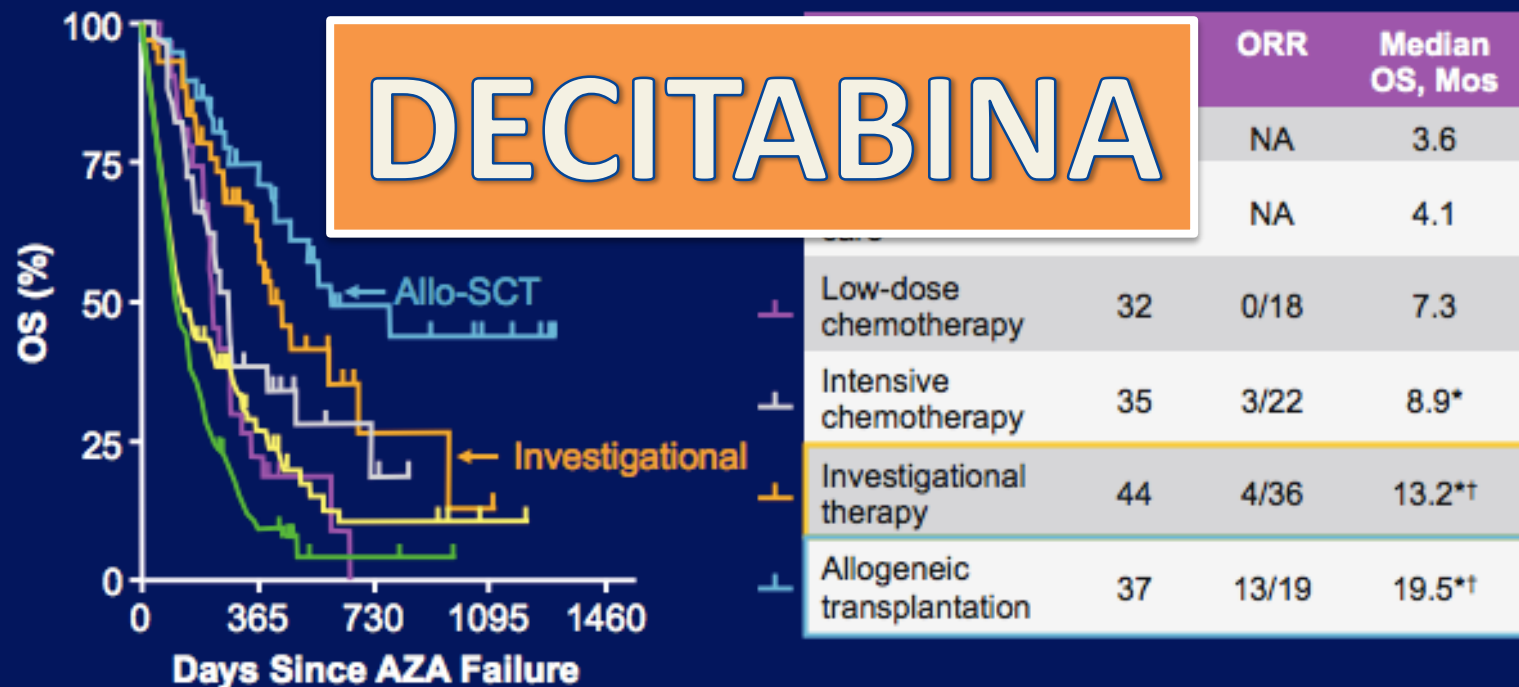 DECITABINA
100
75
50
25
0
OS (%)
0 365 730 1095 1460
Days Since AZA Failure
Allo-SCT
Investigational
ORR Median
OS, Mos
NA 3.6
NA 4.1
Low-dose
chemotherapy 32 0/18 7.3
Intensive
chemotherapy 35 3/22 8.9*
Investigational
therapy 44 4/36 13.2*†
Allogeneic
transplantation 37 13/19 19.5*†